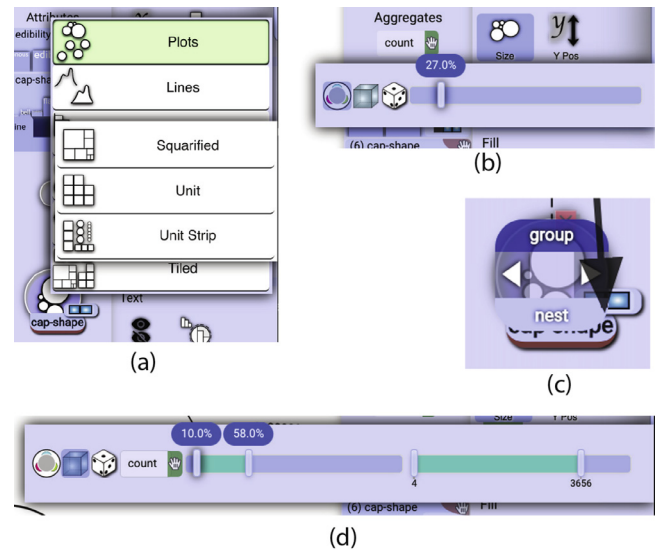 Attributes
edibility
Plots
cap-sha
Lines
Squarified
Unit
Unit Strip
Tiled
Text
cap-shape
(a)
Aggregates
count
Size
Y Pos
27.0%
(6) cap-shape
Fill
(b)
group
nest
cap-shape
(c)
Size
Y Pos
10.0%
58.0%
count
4
3656
(6) cap-shape
Fill
(d)